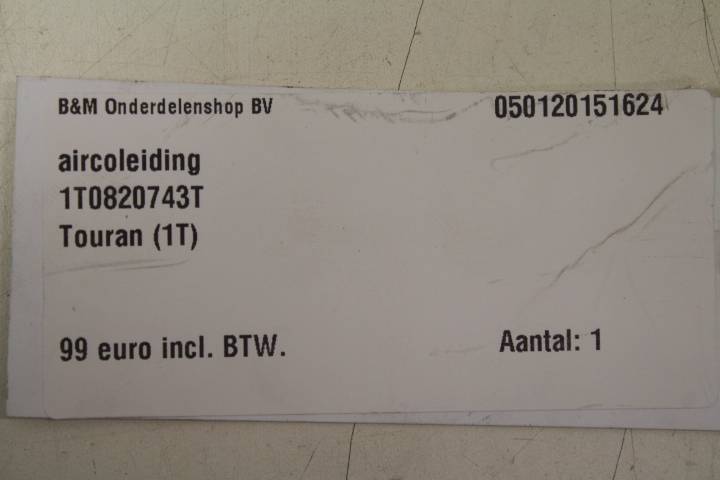 B&M Onderdelenshop BV 050120151624
aircoleiding
1T0820743T
Touran (1T)
99 euro incl. BTW. Aantal: 1